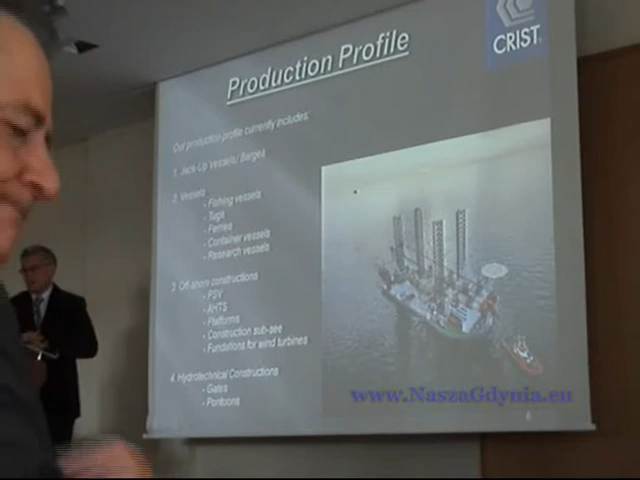 CRIST
Production Profile
Our production profile currently includes:
1. Jack-Up Vessels/ Barges
2. Vessels
- Fishing vessels
- Tugs
- Ferries
- Container vessels
- Research vessels
3. Off-shore constructions
- PSV
- AHTS
- Platforms
- Construction sub-see
- Fundations for wind turbines
4. Hydrotechnical Constructions
- Gates
- Pontoons
www.NaszaGdynia.eu
6